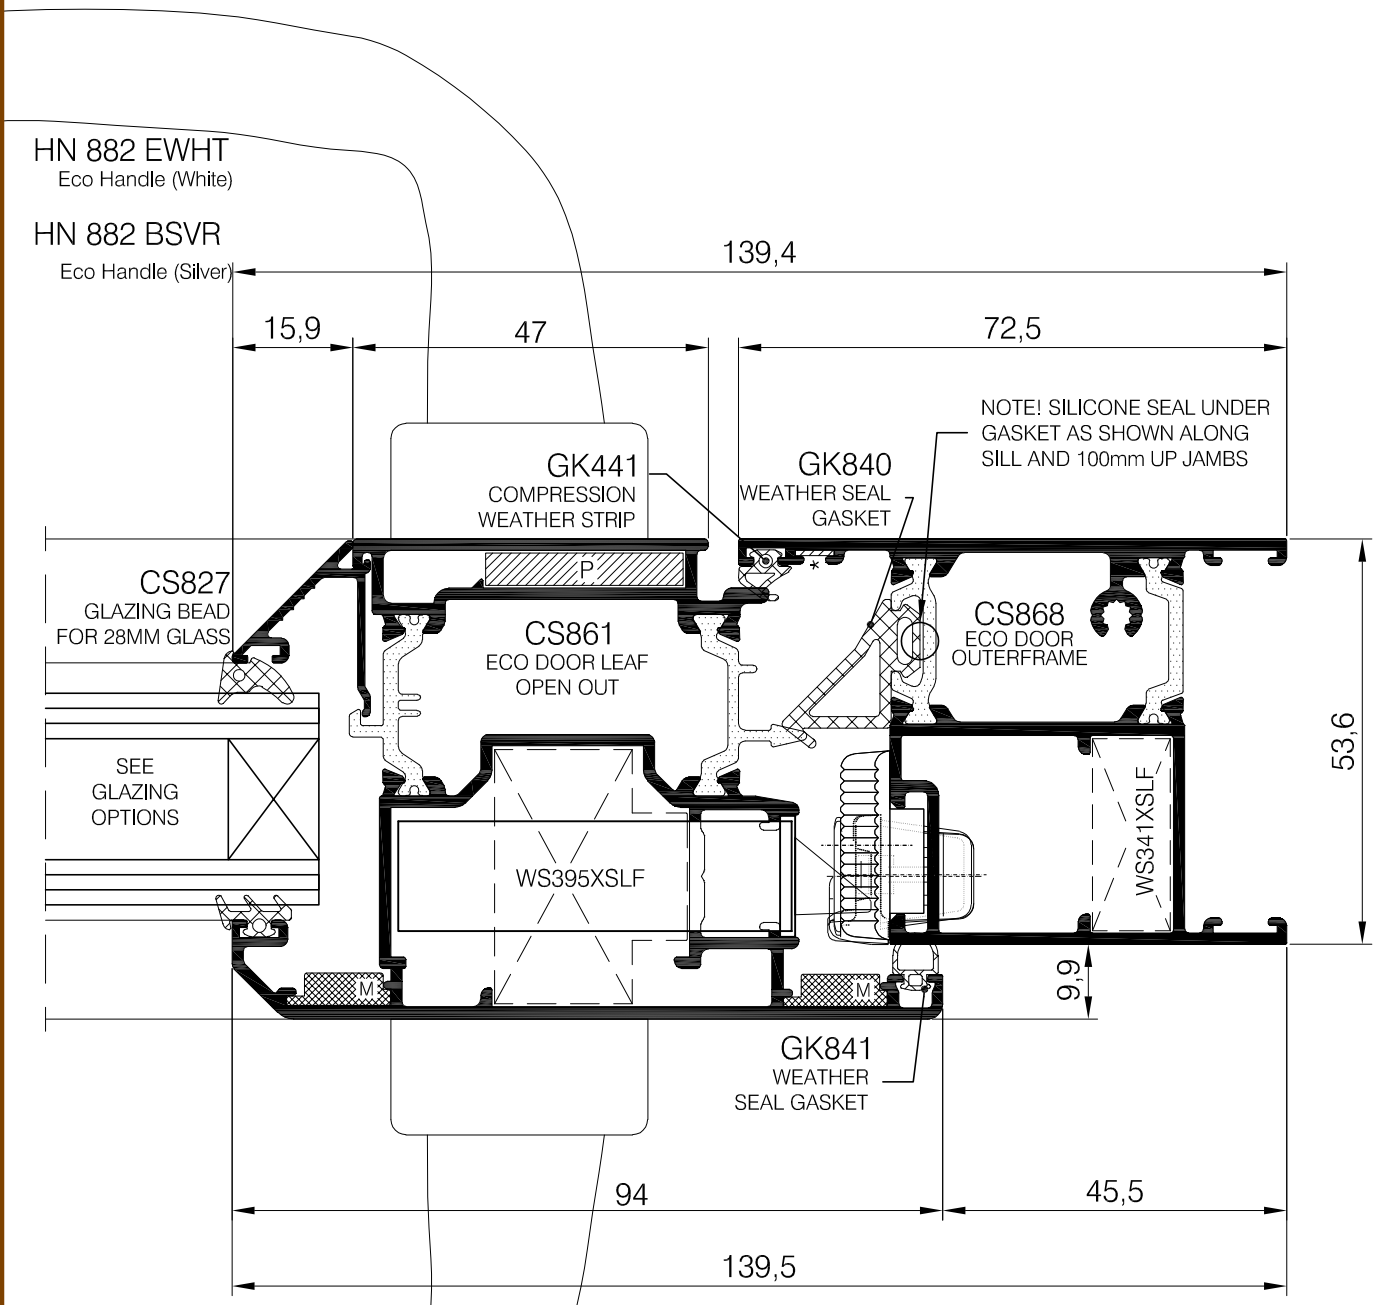 HN 882 EWHT
Eco Handle (White)
HN 882 BSVR
Eco Handle (Silver)
139,4
15,9
47
72,5
NOTE! SILICONE SEAL UNDER
GASKET AS SHOWN ALONG
SILL AND 100mm UP JAMBS
GK441
COMPRESSION
WEATHER STRIP
GK840
WEATHER SEAL
GASKET
P
*
CS827
GLAZING BEAD
FOR 28MM GLASS
CS861
ECO DOOR LEAF
OPEN OUT
CS868
ECO DOOR
OUTERFRAME
53,6
SEE
GLAZING
OPTIONS
WS395XSLF
WS341XSLF
M
M
9,9
GK841
WEATHER
SEAL GASKET
94
45,5
139,5